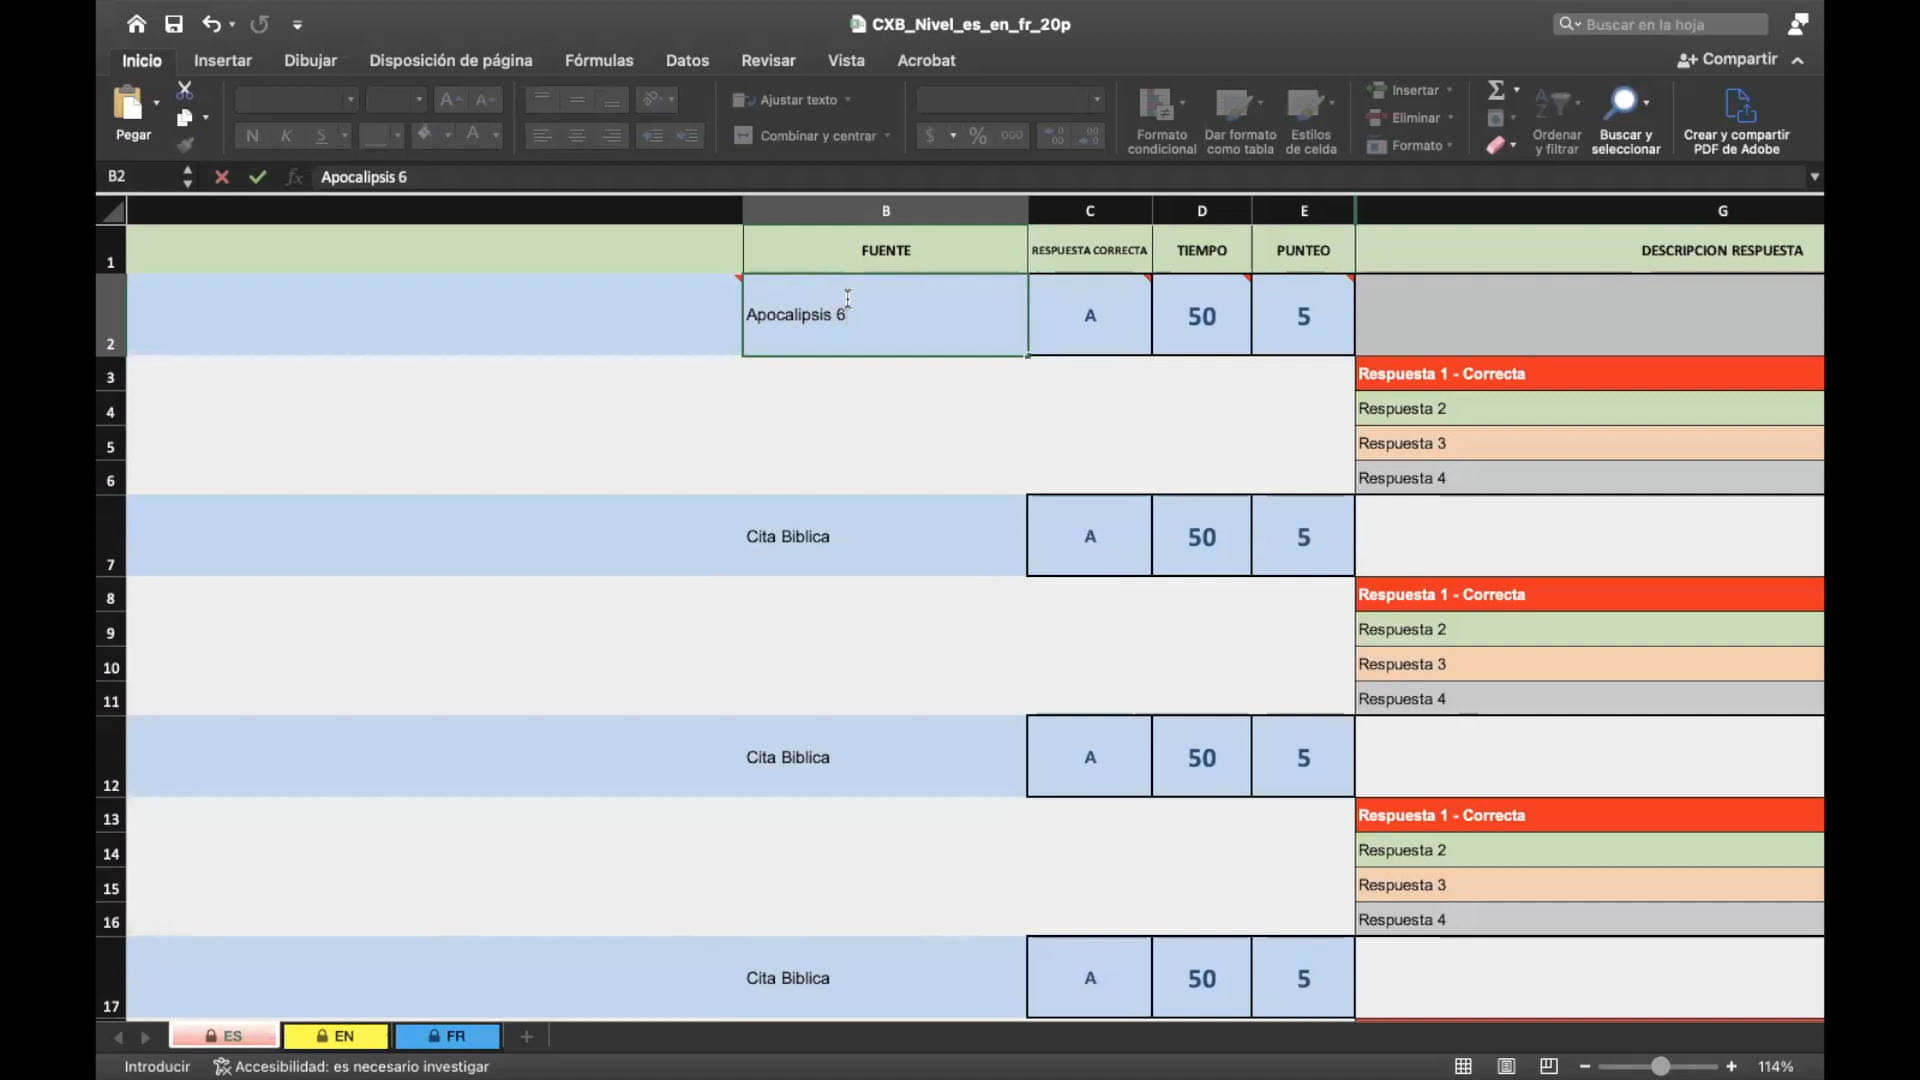 CXB_Nivel_es_en_fr_20p
Buscar en la hoja
Inicio Insertar Dibujar Disposición de página Fórmulas Datos Revisar Vista Acrobat
Compartir
Pegar
N K S
A A
A
Ajustar texto
Combinar y centrar
$ % 000
Formato condicional
Dar formato como tabla
Estilos de celda
Insertar
Eliminar
Formato
Ordenar y filtrar
Buscar y seleccionar
Crear y compartir PDF de Adobe
B2 fx Apocalipsis 6
B C D E G
1 FUENTE RESPUESTA CORRECTA TIEMPO PUNTEO DESCRIPCION RESPUESTA
2 Apocalipsis 6 A 50 5
3 Respuesta 1 - Correcta
4 Respuesta 2
5 Respuesta 3
6 Respuesta 4
7 Cita Biblica A 50 5
8 Respuesta 1 - Correcta
9 Respuesta 2
10 Respuesta 3
11 Respuesta 4
12 Cita Biblica A 50 5
13 Respuesta 1 - Correcta
14 Respuesta 2
15 Respuesta 3
16 Respuesta 4
17 Cita Biblica A 50 5
ES EN FR
Introducir Accesibilidad: es necesario investigar 114%